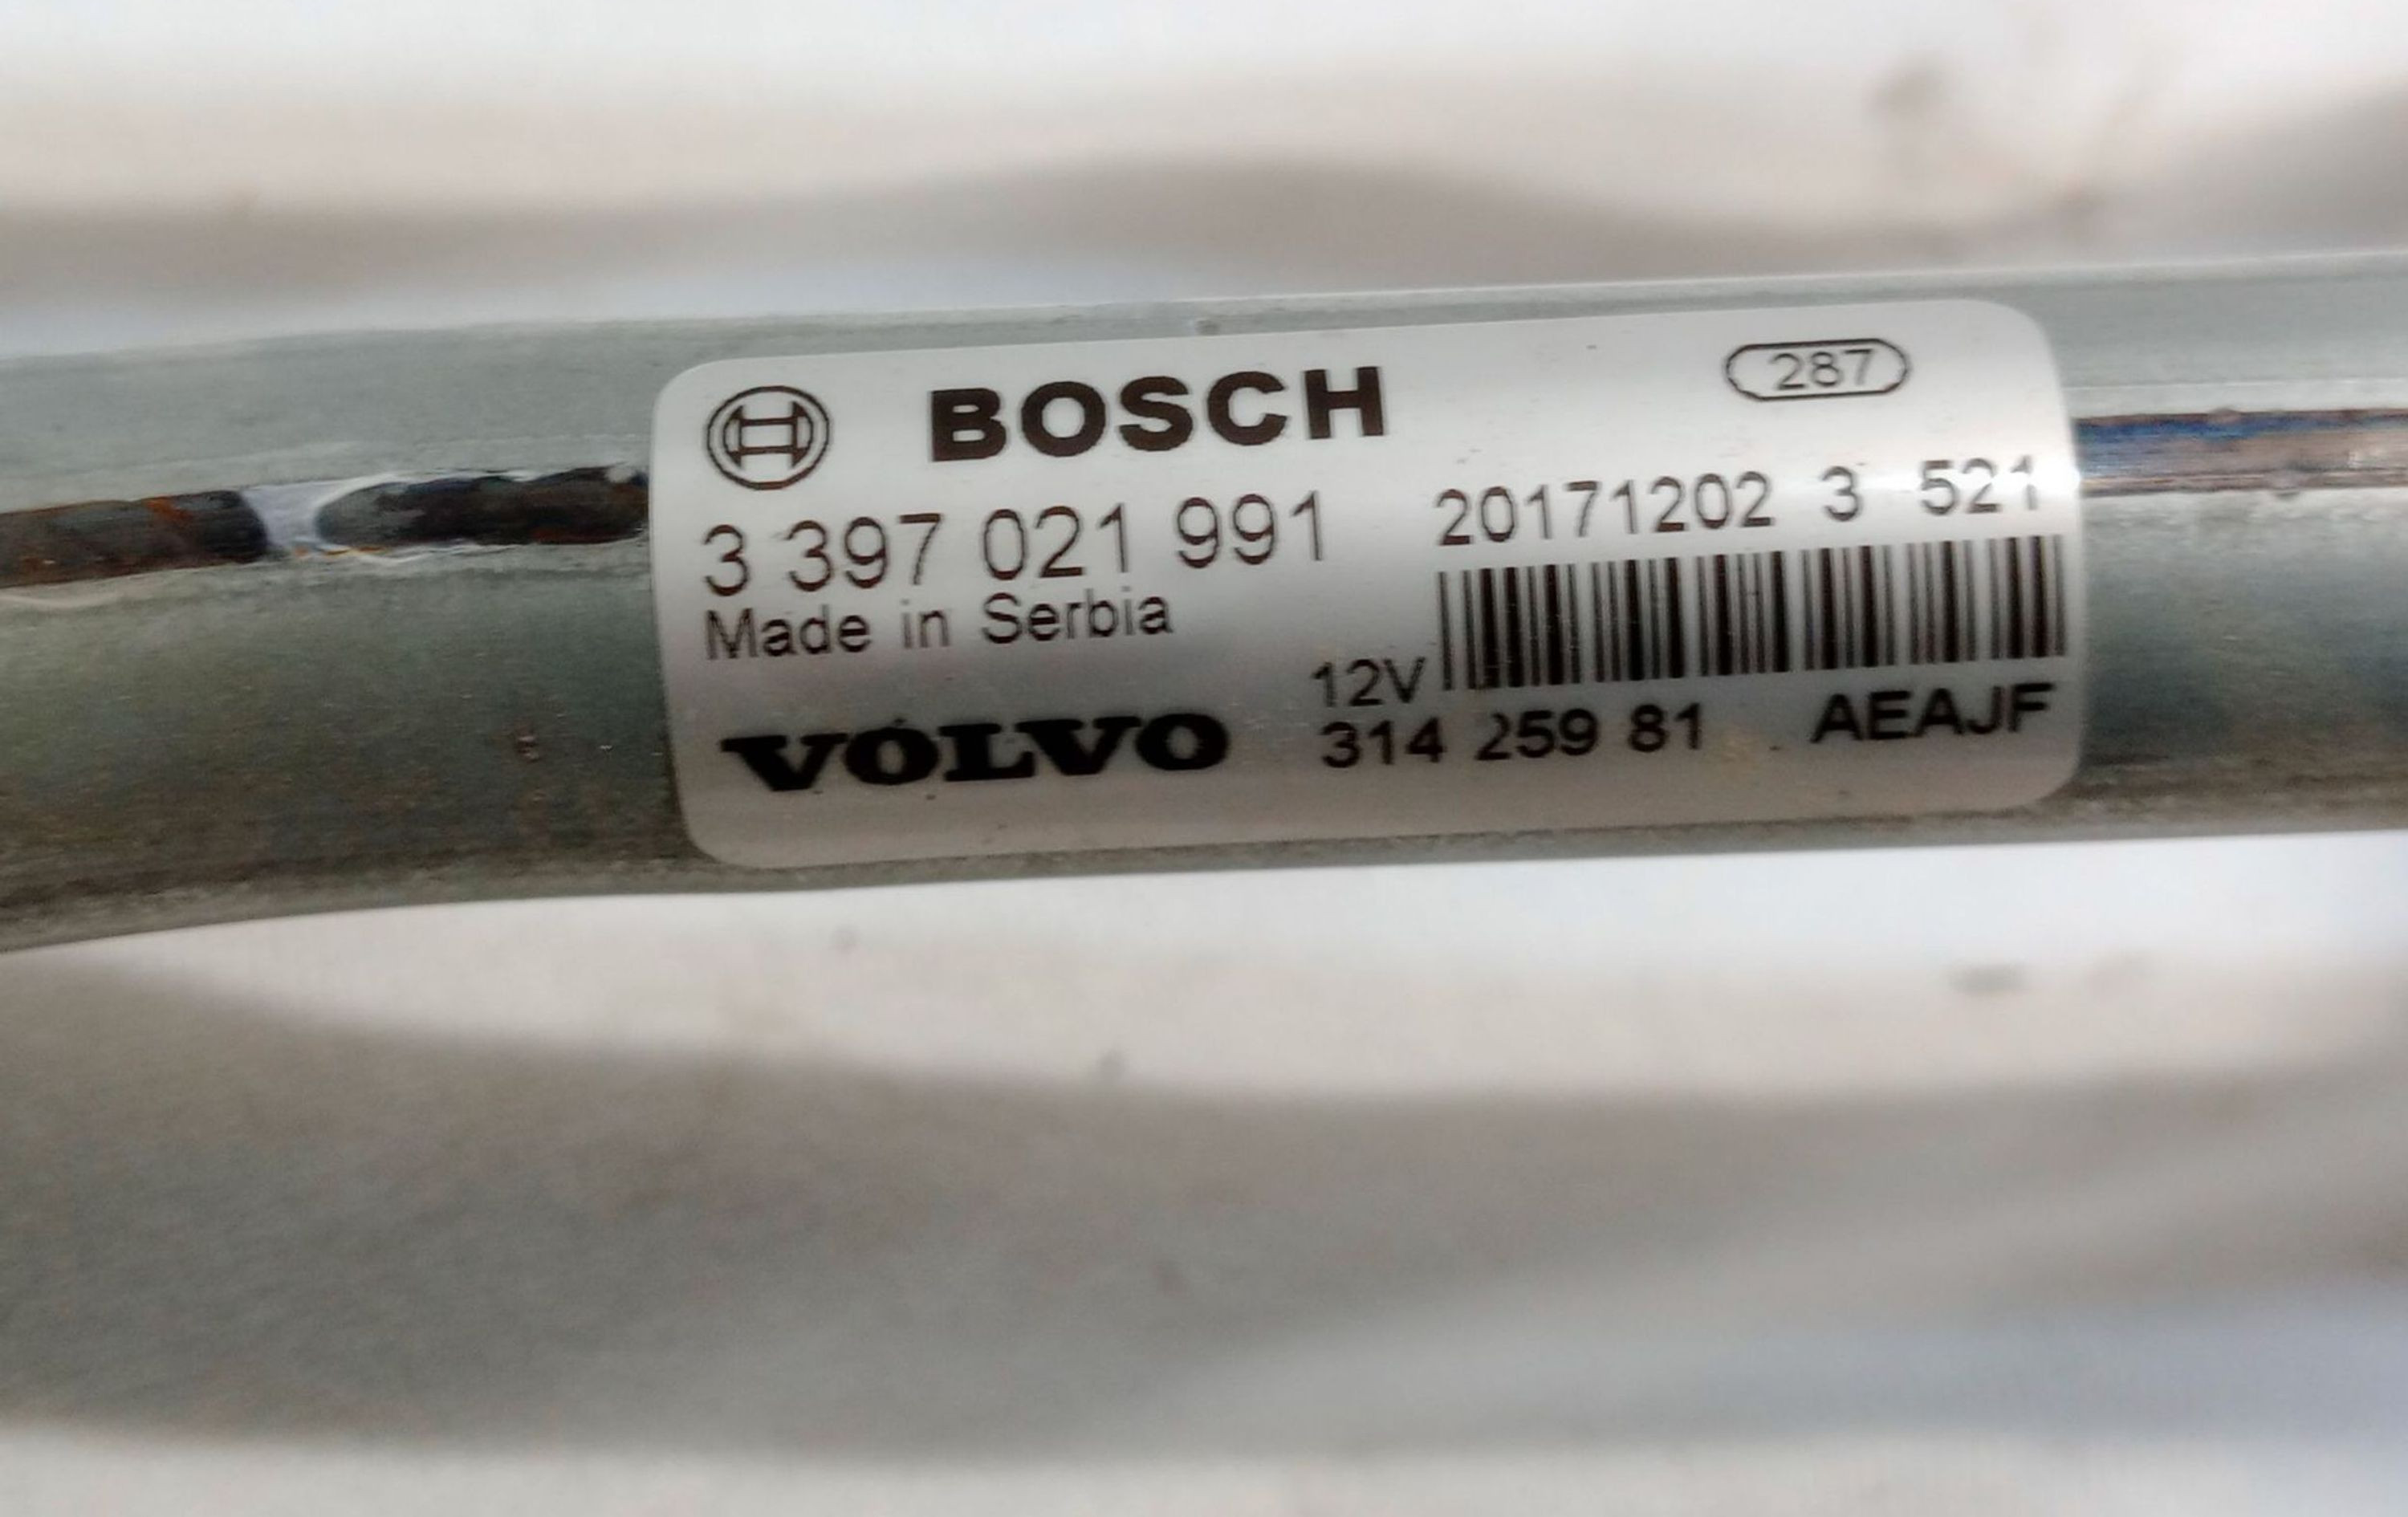 BOSCH 287
3 397 021 991 20171202 3 521
Made in Serbia
12V
VOLVO 314 259 81 AEAJF